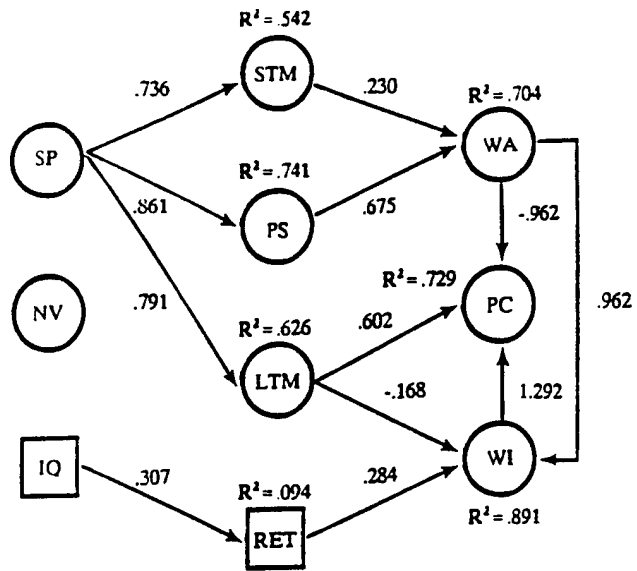 R² = .542
STM
.736
.230
R² = .704
WA
SP
R² = .741
.861
PS
.675
-.962
.962
NV
.791
R² = .626
LTM
.602
R² = .729
PC
-.168
1.292
IQ
.307
R² = .094
RET
.284
WI
R² = .891